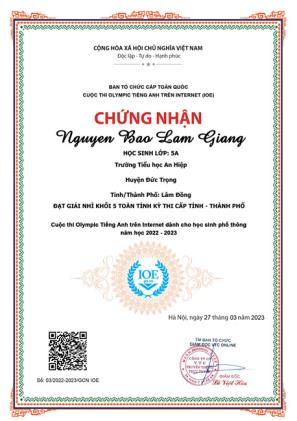 CỘNG HÒA XÃ HỘI CHỦ NGHĨA VIỆT NAM
Độc lập - Tự do - Hạnh phúc
BAN TỔ CHỨC CẤP TOÀN QUỐC
CUỘC THI OLYMPIC TIẾNG ANH TRÊN INTERNET (IOE)
CHỨNG NHẬN
Nguyen Bao Lam Giang
HỌC SINH LỚP: 5A
Trường Tiểu học An Hiệp
Huyện Đức Trọng
Tỉnh/Thành Phố: Lâm Đồng
ĐẠT GIẢI NHÌ KHỐI 5 TOÀN TỈNH KỲ THI CẤP TỈNH - THÀNH PHỐ
Cuộc thi Olympic Tiếng Anh trên Internet dành cho học sinh phổ thông
năm học 2022 - 2023
IOE
Hà Nội, ngày 27 tháng 03 năm 2023
TM BAN TỔ CHỨC
GIÁM ĐỐC VTC ONLINE
GIÁM ĐỐC
Số: 03/2022-2023/GCN IOE